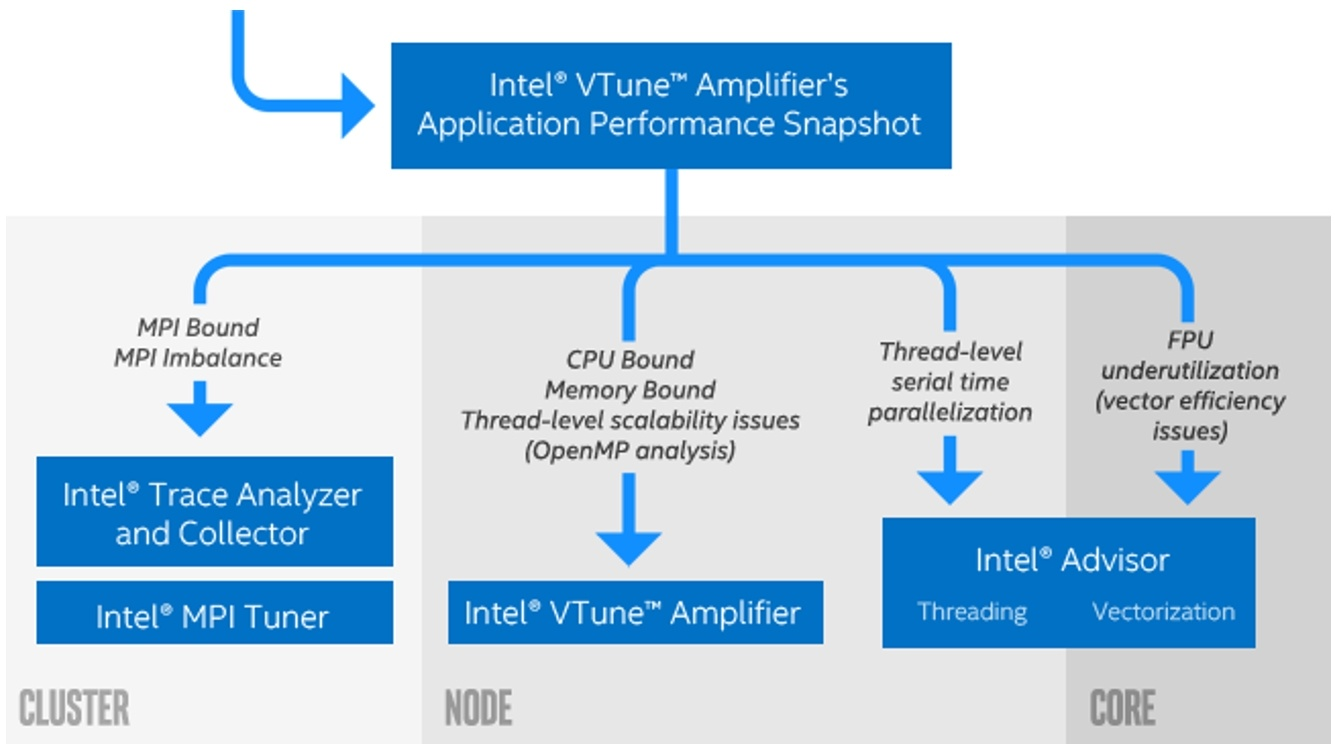 Intel® VTune™ Amplifier's
Application Performance Snapshot
MPI Bound
MPI Imbalance
Intel® Trace Analyzer
and Collector
Intel® MPI Tuner
CLUSTER
CPU Bound
Memory Bound
Thread-level scalability issues
(OpenMP analysis)
Intel® VTune™ Amplifier
NODE
Thread-level
serial time
parallelization
FPU
underutilization
(vector efficiency
issues)
Intel® Advisor
Threading Vectorization
CORE